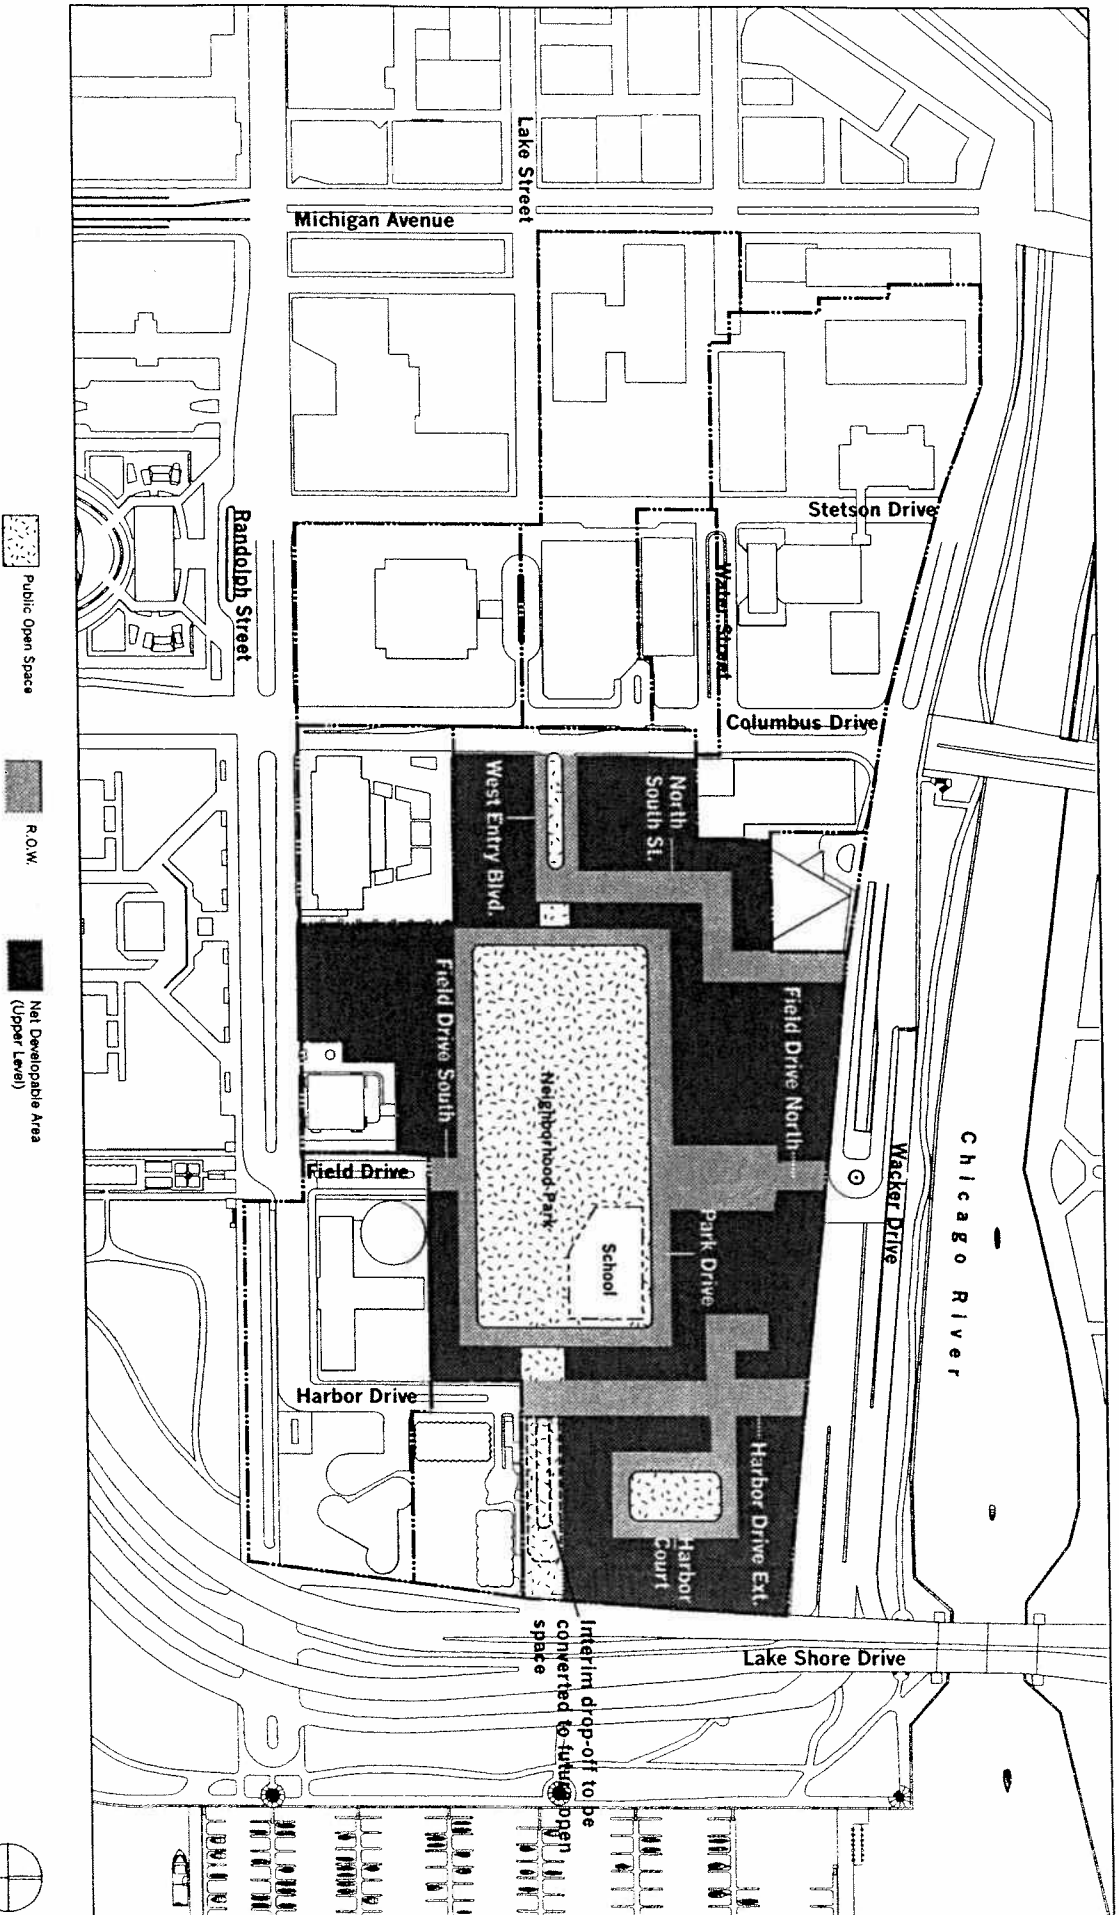 Lake Street
Michigan Avenue
Stetson Drive
Randolph Street
Water Street
Columbus Drive
West Entry Blvd.
North
South St.
Field Drive South
Field Drive North
Neighborhood Park
School
Park Drive
Field Drive
Wacker Drive
Chicago River
Harbor Drive
Harbor Drive Ext.
Harbor
Court
Interim drop-off to be
converted to future open
space
Lake Shore Drive
Public Open Space
R.O.W.
Net Developable Area
(Upper Level)